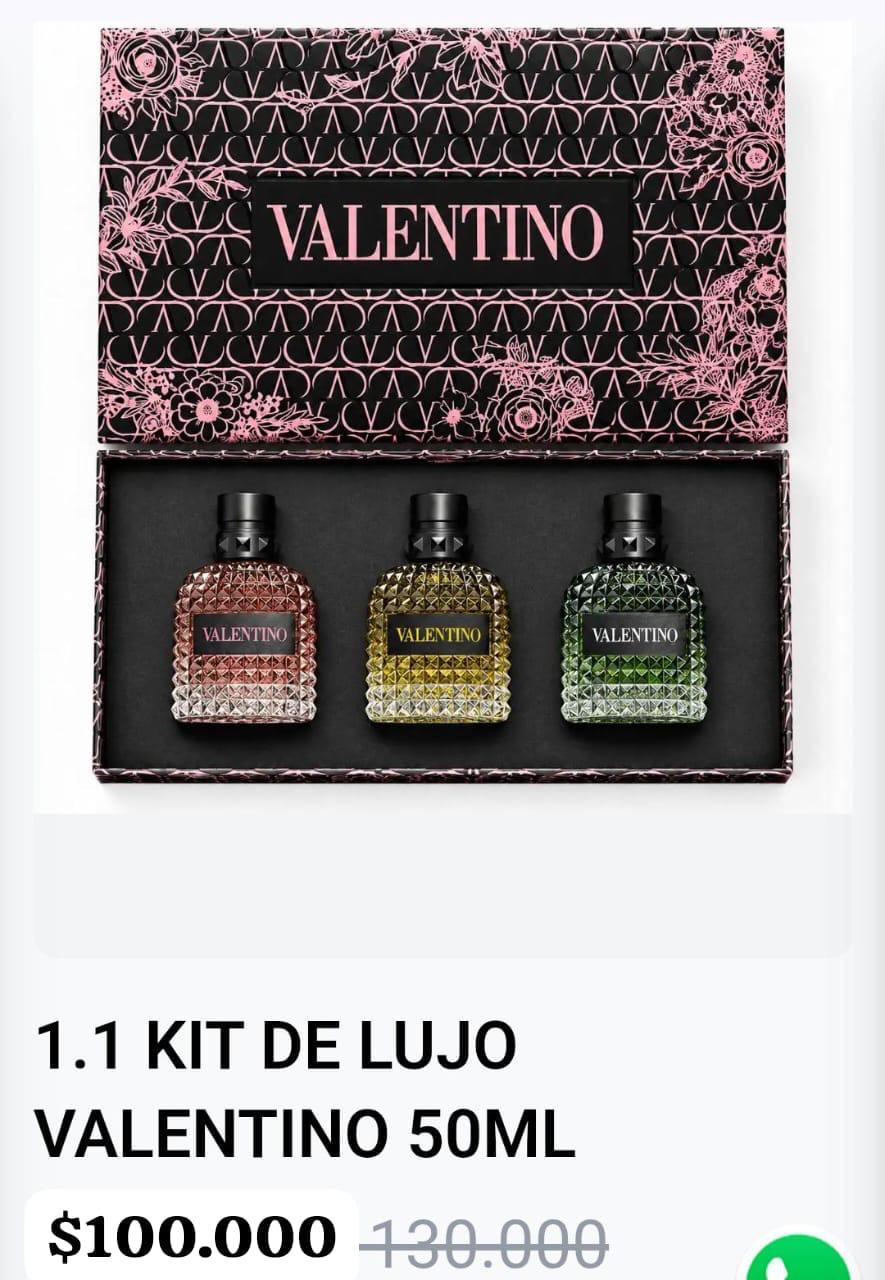 VALENTINO
VALENTINO VALENTINO VALENTINO
1.1 KIT DE LUJO
VALENTINO 50ML
$100.000 130.000